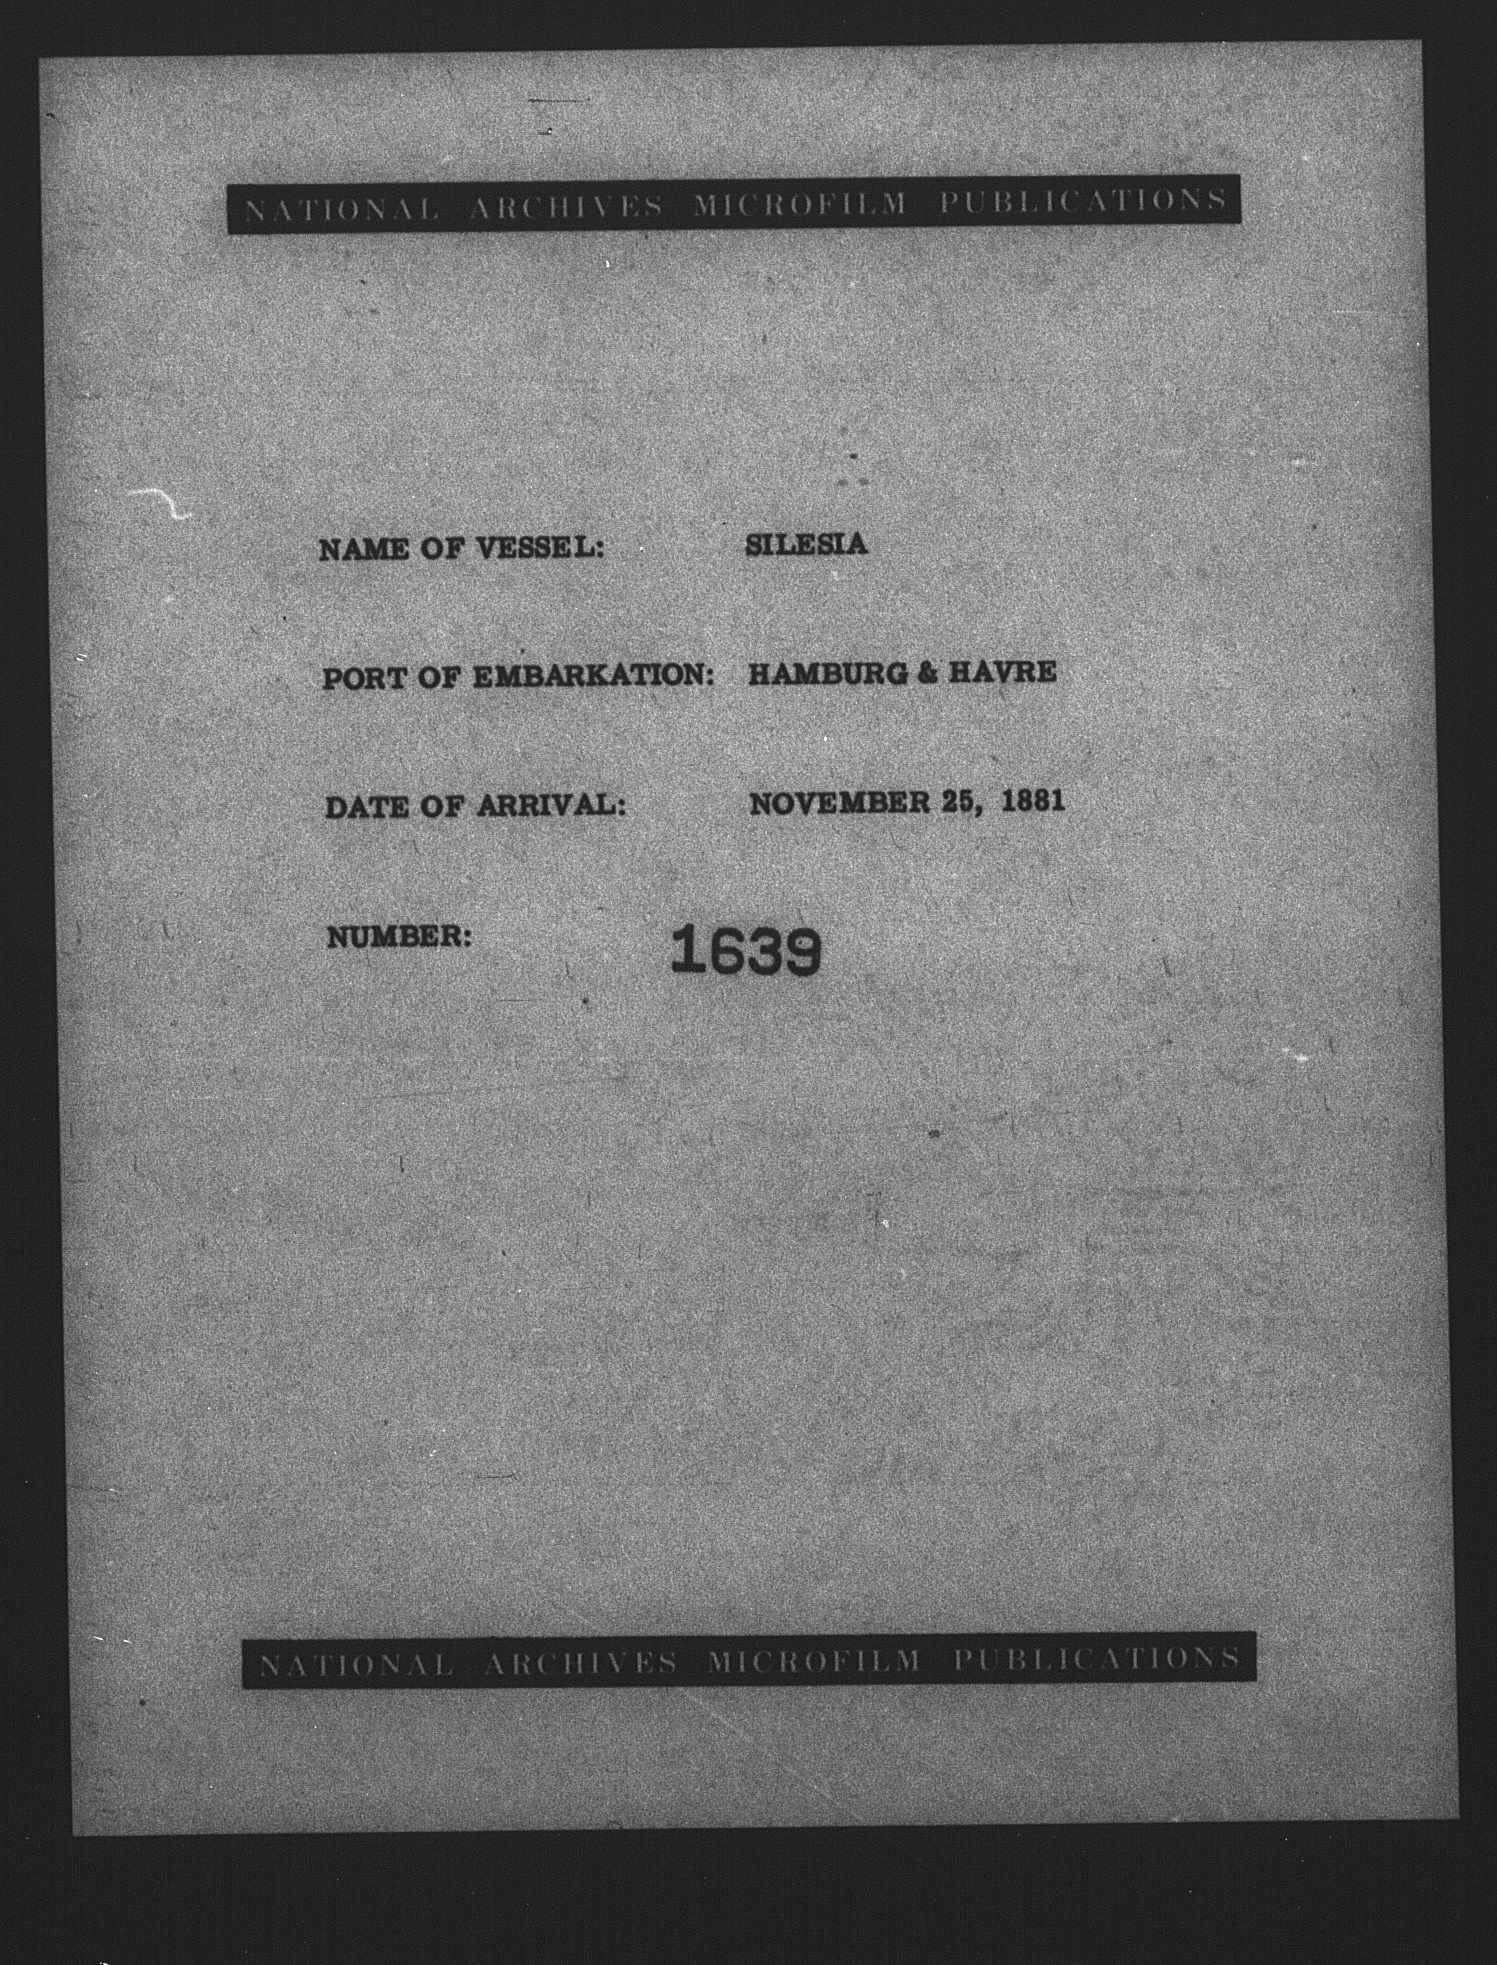 NATIONAL ARCHIVES MICROFILM PUBLICATIONS
NAME OF VESSEL: SILESIA
PORT OF EMBARKATION: HAMBURG & HAVRE
DATE OF ARRIVAL: NOVEMBER 25, 1881
NUMBER: 1639
NATIONAL ARCHIVES MICROFILM PUBLICATIONS